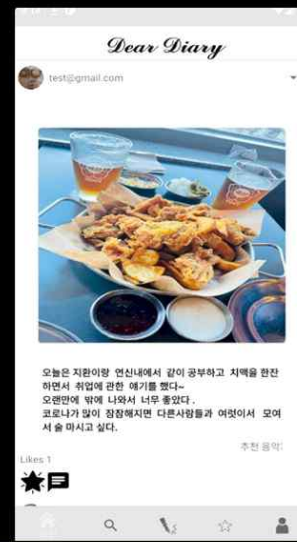 Dear Diary
test@gmail.com
오늘은 지환이랑 연신내에서 같이 공부하고 치맥을 한잔
하면서 취업에 관한 얘기를 했다~
오랜만에 밖에 나와서 너무 좋았다.
코로나가 많이 잠잠해지면 다른사람들과 여럿이서 모여
서 술 마시고 싶다.
추천 음악:
Likes 1